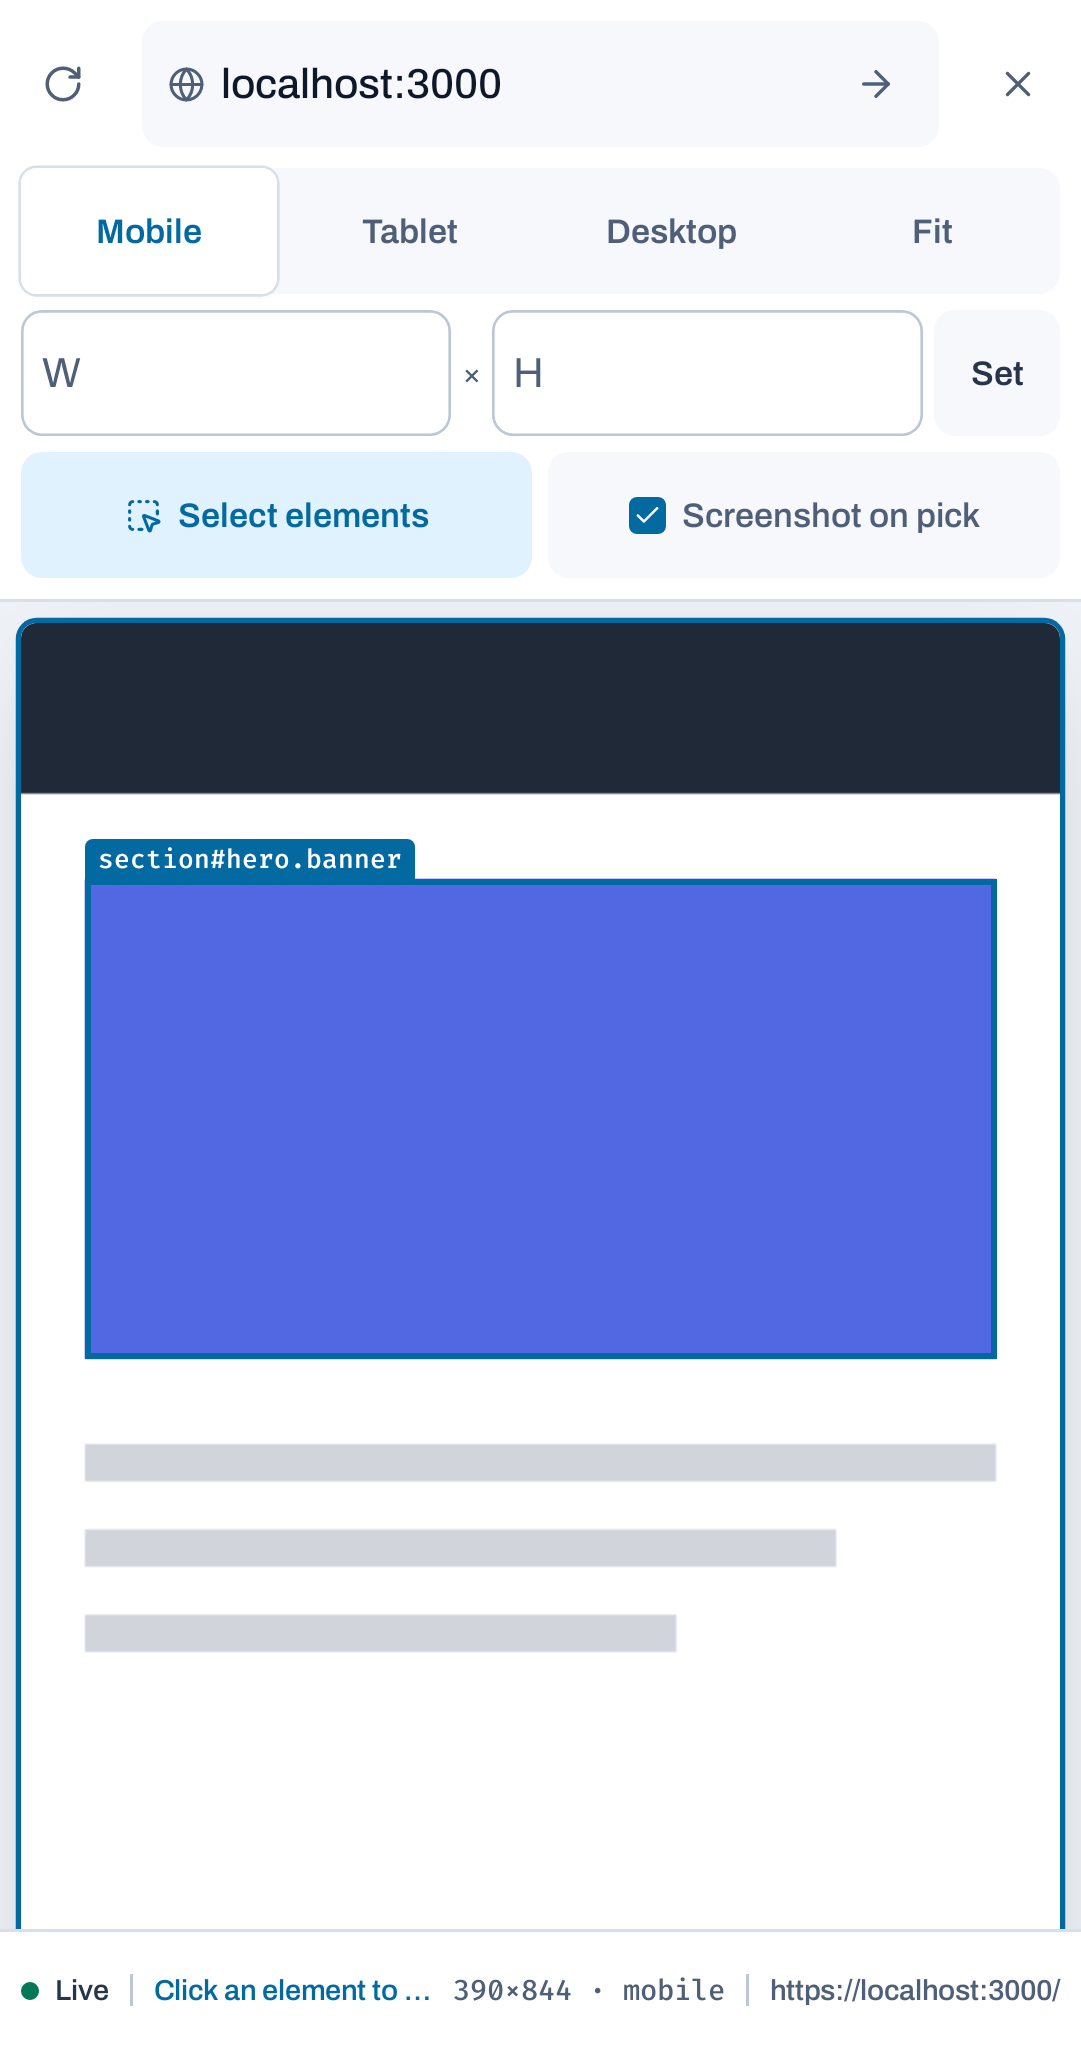 localhost:3000
Mobile Tablet Desktop Fit
W × H Set
Select elements Screenshot on pick
section#hero.banner
Live Click an element to … 390×844 · mobile https://localhost:3000/